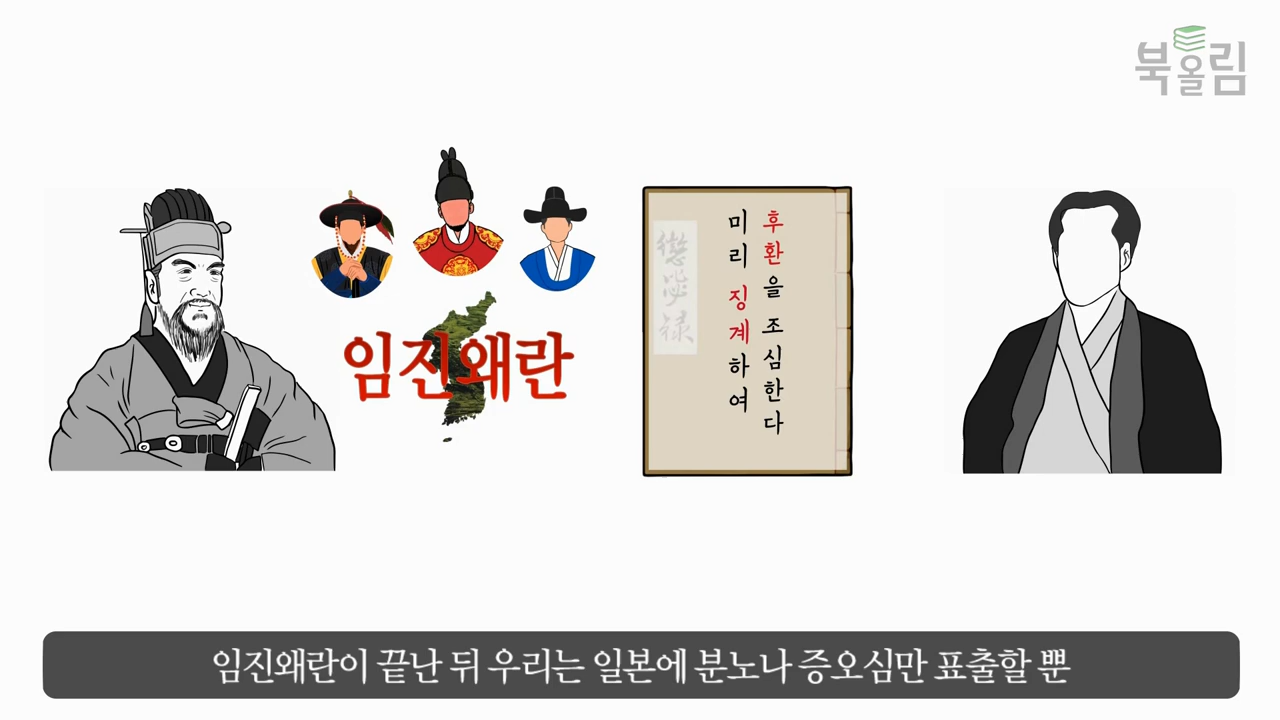 북올림
임진왜란
懲毖録
후환을 조심한다
미리 징계하여
임진왜란이 끝난 뒤 우리는 일본에 분노나 증오심만 표출할 뿐